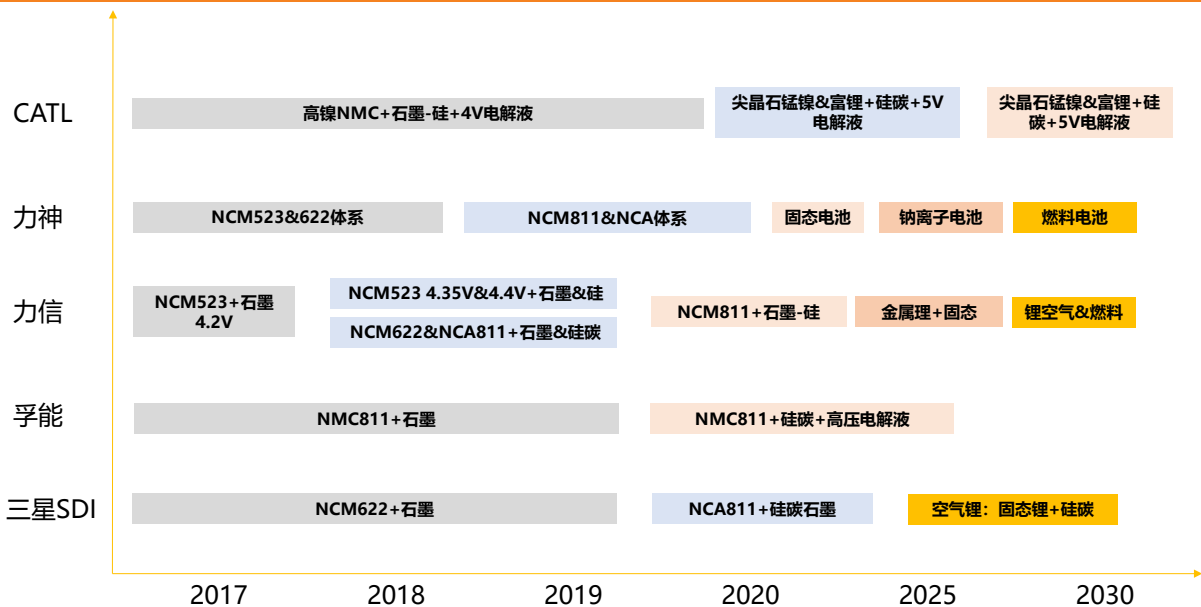 CATL
高镍NMC+石墨-硅+4V电解液
尖晶石锰镍&富锂+硅碳+5V
电解液
尖晶石锰镍&富锂+硅
碳+5V电解液
力神
NCM523&622体系
NCM811&NCA体系
固态电池
钠离子电池
燃料电池
力信
NCM523+石墨
4.2V
NCM523 4.35V&4.4V+石墨&硅
NCM622&NCA811+石墨&硅碳
NCM811+石墨-硅
金属理+固态
锂空气&燃料
孚能
NMC811+石墨
NMC811+硅碳+高压电解液
三星SDI
NCM622+石墨
NCA811+硅碳石墨
空气锂：固态锂+硅碳
2017
2018
2019
2020
2025
2030